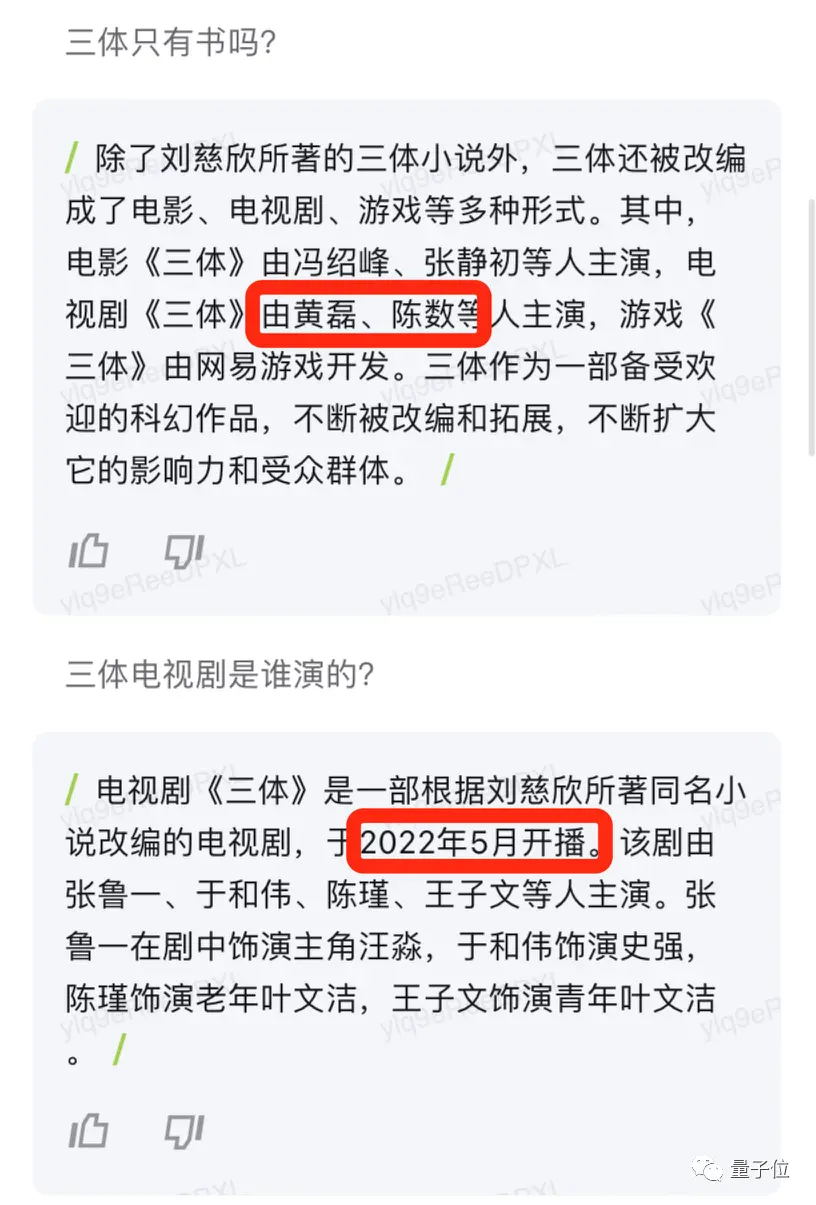 三体只有书吗?
/ 除了刘慈欣所著的三体小说外，三体还被改编
成了电影、电视剧、游戏等多种形式。其中，
电影《三体》由冯绍峰、张静初等人主演，电
视剧《三体》由黄磊、陈数等人主演，游戏《
三体》由网易游戏开发。三体作为一部备受欢
迎的科幻作品，不断被改编和拓展，不断扩大
它的影响力和受众群体。 /
ylq9eReeDPXL ylq9eReeDPXL
三体电视剧是谁演的?
/ 电视剧《三体》是一部根据刘慈欣所著同名小
说改编的电视剧，于2022年5月开播。该剧由
张鲁一、于和伟、陈瑾、王子文等人主演。张
鲁一在剧中饰演主角汪淼，于和伟饰演史强，
陈瑾饰演老年叶文洁，王子文饰演青年叶文洁
。 /
量子位